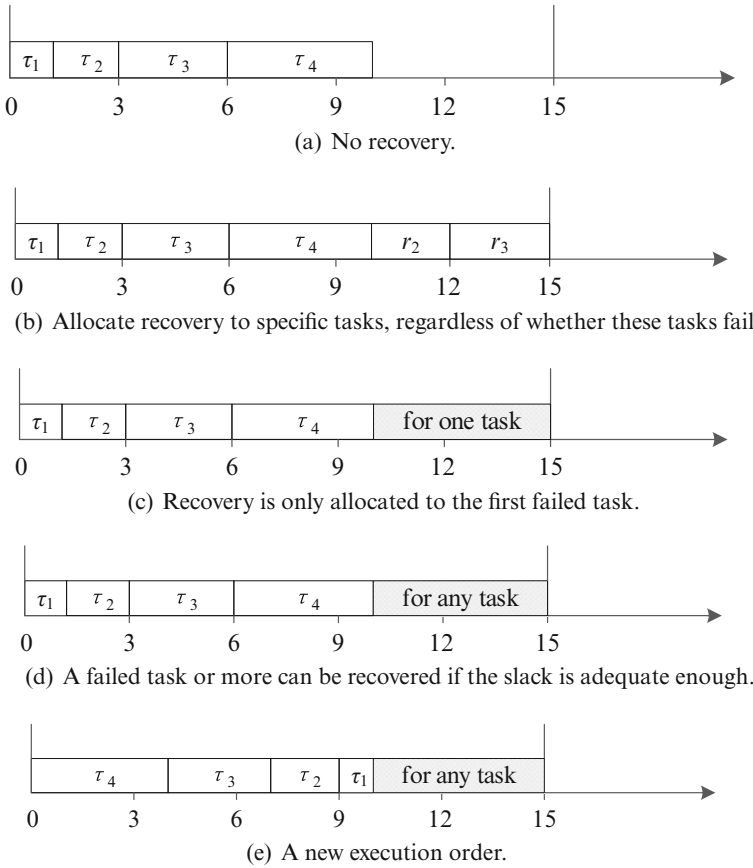 τ1 τ2 τ3 τ4
0 3 6 9 12 15
(a) No recovery.
τ1 τ2 τ3 τ4 r2 r3
0 3 6 9 12 15
(b) Allocate recovery to specific tasks, regardless of whether these tasks fail
τ1 τ2 τ3 τ4 for one task
0 3 6 9 12 15
(c) Recovery is only allocated to the first failed task.
τ1 τ2 τ3 τ4 for any task
0 3 6 9 12 15
(d) A failed task or more can be recovered if the slack is adequate enough.
τ4 τ3 τ2 τ1 for any task
0 3 6 9 12 15
(e) A new execution order.